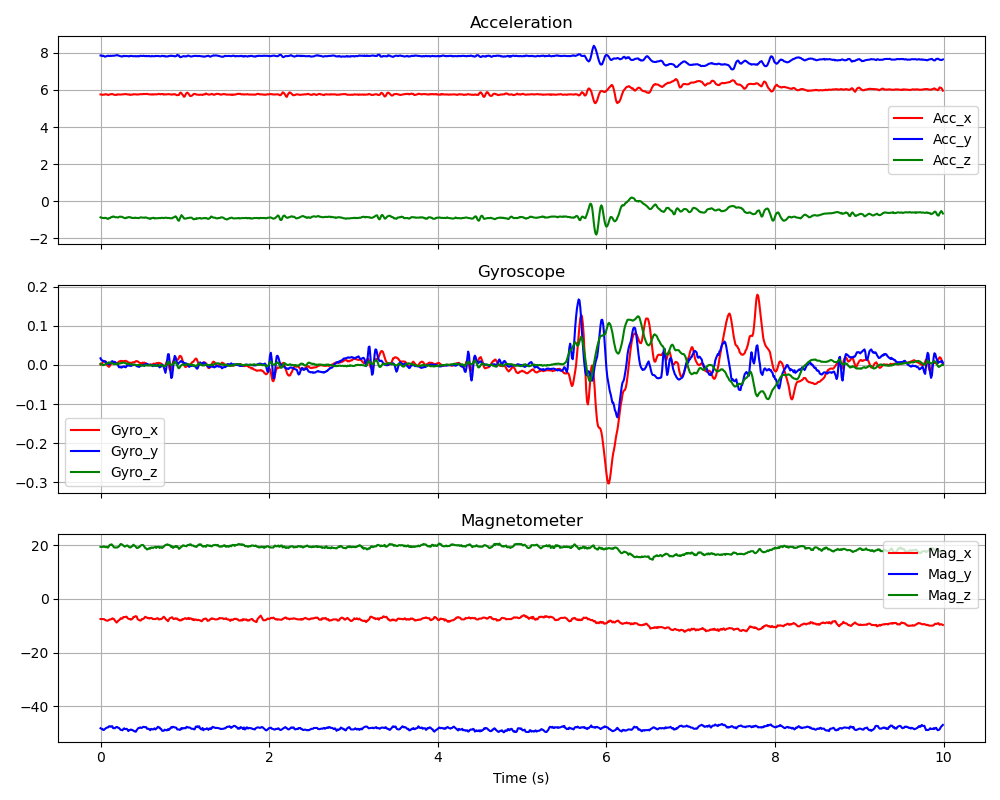 Acceleration
8
6
4
2
0
−2
Acc_x
Acc_y
Acc_z
Gyroscope
0.2
0.1
0.0
−0.1
−0.2
−0.3
Gyro_x
Gyro_y
Gyro_z
Magnetometer
20
0
−20
−40
Mag_x
Mag_y
Mag_z
0 2 4 6 8 10
Time (s)